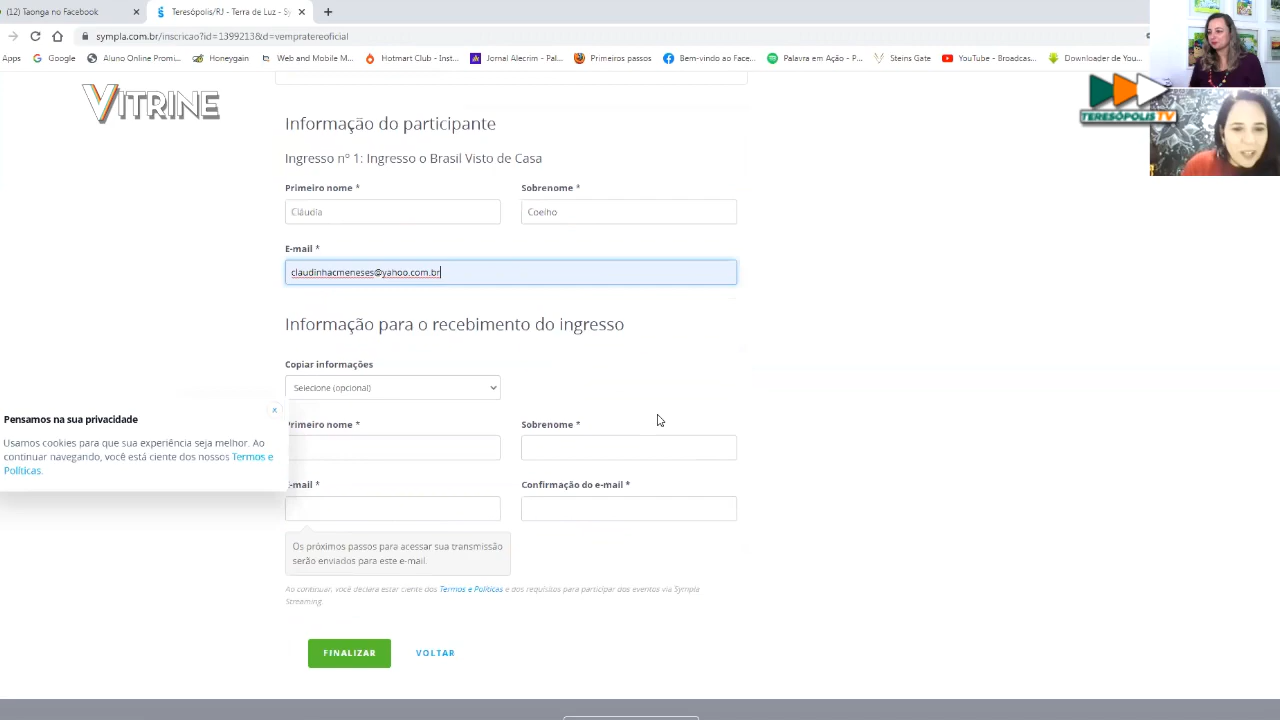 (12) Taonga no Facebook
Teresópolis/RJ - Terra de Luz - Sy
sympla.com.br/inscricao?id=1399213&d=vempratereoficial
Apps
Google
Aluno Online Promi...
Honeygain
Web and Mobile M...
Hotmart Club - Inst...
Jornal Alecrim - Pal...
Primeiros passos
Bem-vindo ao Face...
Palavra em Ação - P...
Steins Gate
YouTube - Broadcas...
Downloader de You...
VITRINE
TERESÓPOLIS TV
Informação do participante
Ingresso nº 1: Ingresso o Brasil Visto de Casa
Primeiro nome *
Sobrenome *
Cláudia
Coelho
E-mail *
claudinhacmeneses@yahoo.com.br
Informação para o recebimento do ingresso
Copiar informações
Selecione (opcional)
Primeiro nome *
Sobrenome *
E-mail *
Confirmação do e-mail *
Os próximos passos para acessar sua transmissão
serão enviados para este e-mail.
Ao continuar, você declara estar ciente dos Termos e Políticas e dos requisitos para participar dos eventos via Sympla
Streaming.
FINALIZAR
VOLTAR
Pensamos na sua privacidade
x
Usamos cookies para que sua experiência seja melhor. Ao
continuar navegando, você está ciente dos nossos Termos e
Políticas.